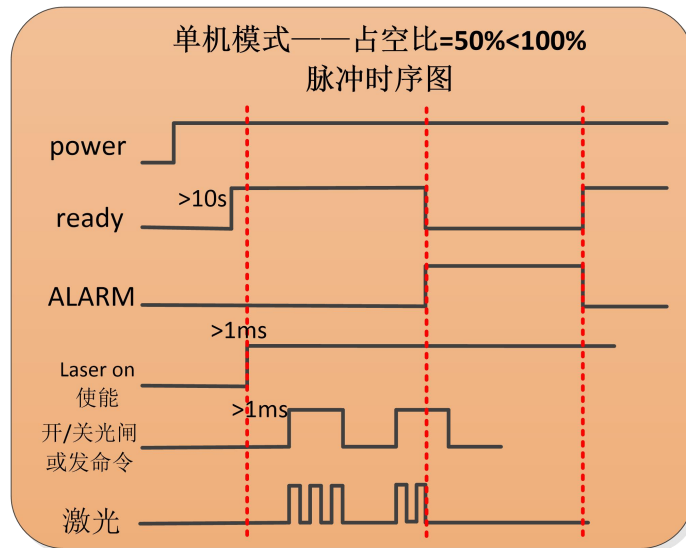 单机模式——占空比=50%<100%
脉冲时序图
power
>10s
ready
ALARM
>1ms
Laser on
使能
>1ms
开/关光闸
或发命令
激光